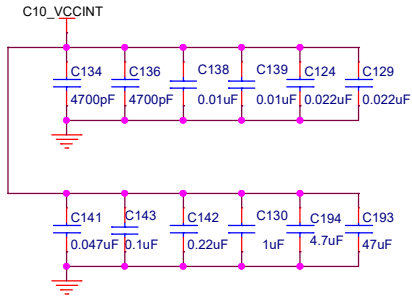 C10_VCCINT
C134 C136 C138 C139 C124 C129
4700pF 4700pF 0.01uF 0.01uF 0.022uF 0.022uF
C141 C143 C142 C130 C194 C193
0.047uF 0.1uF 0.22uF 1uF 4.7uF 47uF